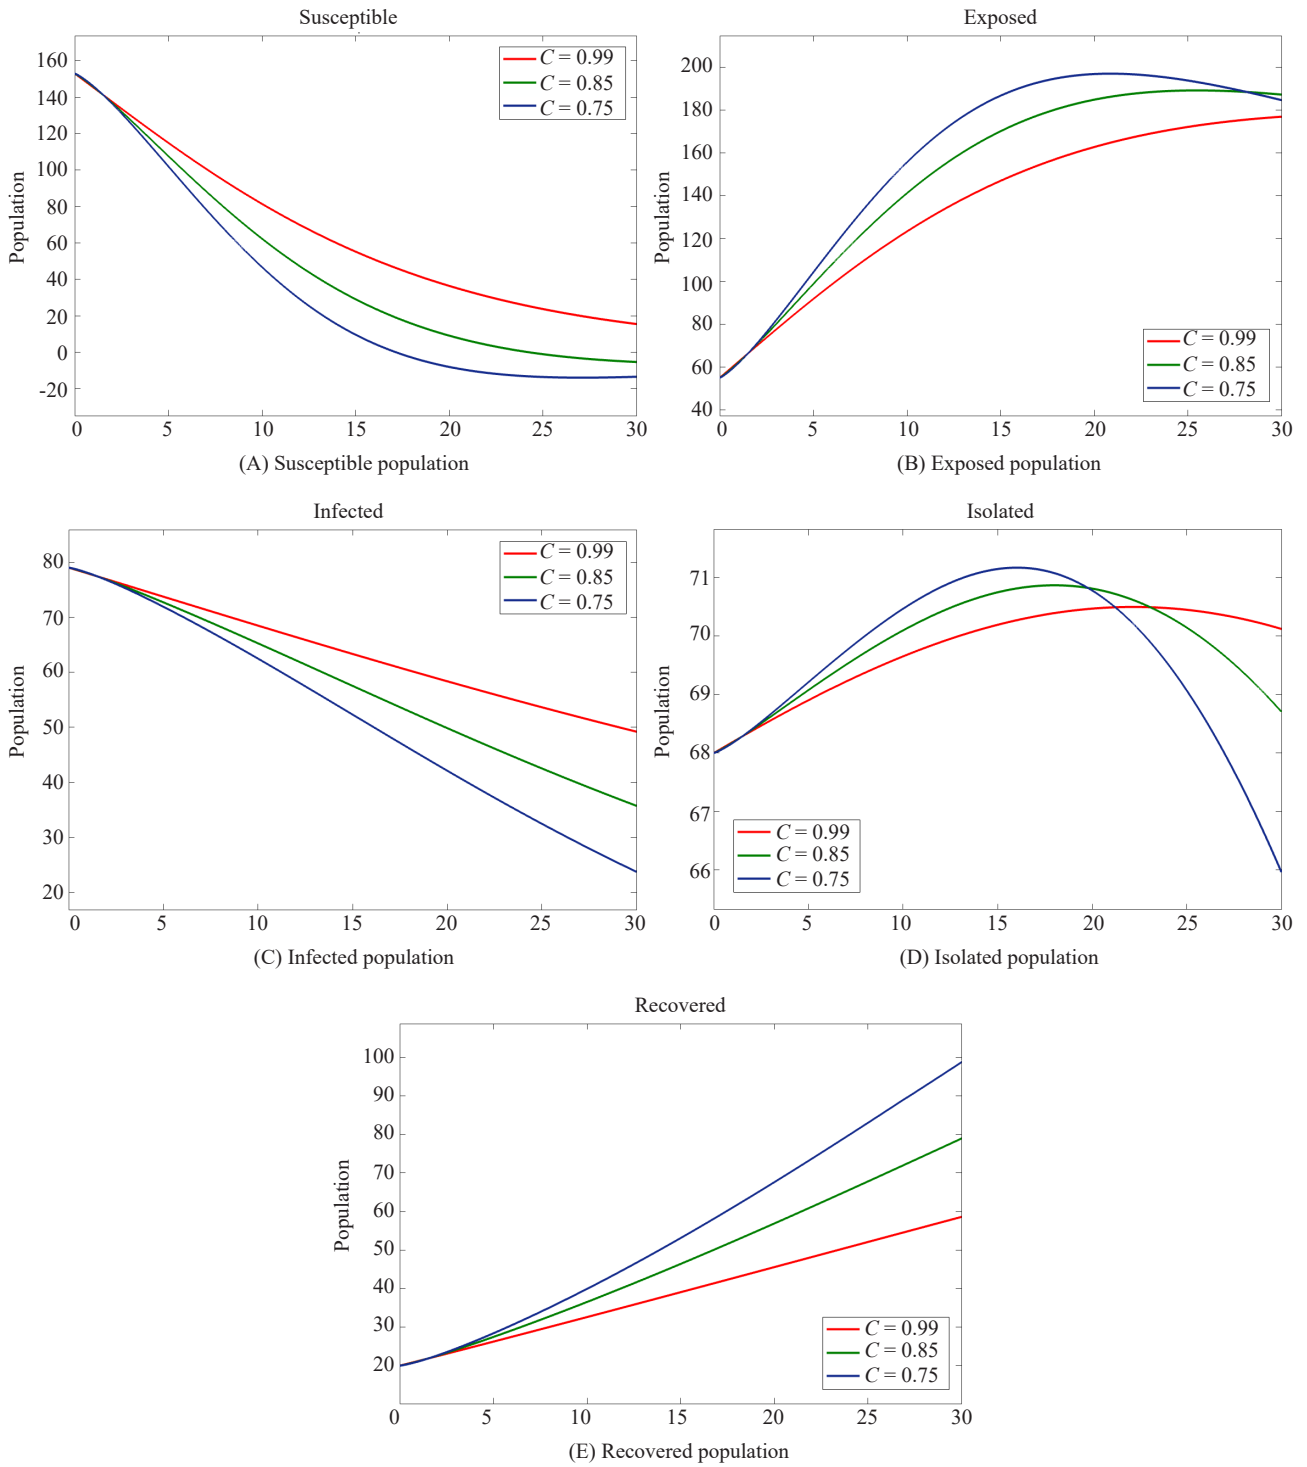 Susceptible
C = 0.99
C = 0.85
C = 0.75
160
140
120
100
80
60
40
20
0
-20
Population
0 5 10 15 20 25 30
(A) Susceptible population
Exposed
200
180
160
140
120
100
80
60
40
Population
C = 0.99
C = 0.85
C = 0.75
0 5 10 15 20 25 30
(B) Exposed population
Infected
C = 0.99
C = 0.85
C = 0.75
80
70
60
50
40
30
20
Population
0 5 10 15 20 25 30
(C) Infected population
Isolated
71
70
69
68
67
66
Population
C = 0.99
C = 0.85
C = 0.75
0 5 10 15 20 25 30
(D) Isolated population
Recovered
100
90
80
70
60
50
40
30
20
Population
C = 0.99
C = 0.85
C = 0.75
0 5 10 15 20 25 30
(E) Recovered population